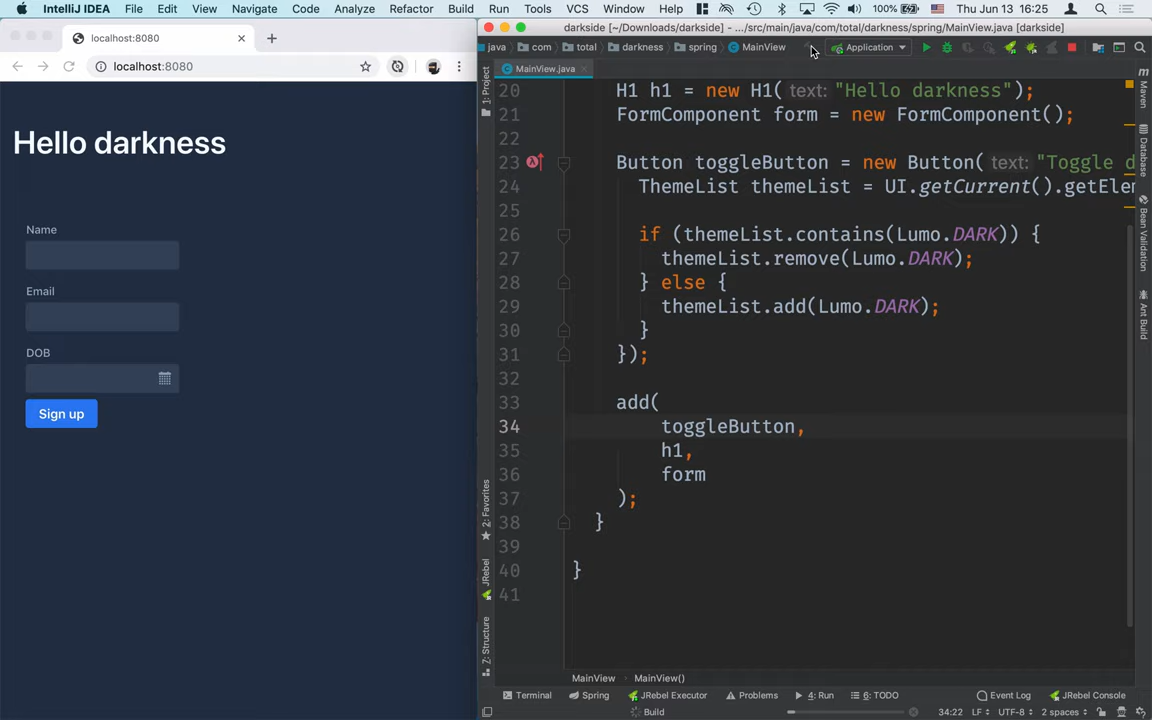 IntelliJ IDEA File Edit View Navigate Code Analyze Refactor Build Run Tools VCS Window Help 100% Thu Jun 13 16:25
localhost:8080
localhost:8080
Hello darkness
Name
Email
DOB
Sign up
darkside [~/Downloads/darkside] - .../src/main/java/com/total/darkness/spring/MainView.java [darkside]
java com total darkness spring MainView Application
MainView.java
20 H1 h1 = new H1( text: "Hello darkness");
21 FormComponent form = new FormComponent();
22
23 Button toggleButton = new Button( text: "Toggle d
24 ThemeList themeList = UI.getCurrent().getElem
25
26 if (themeList.contains(Lumo.DARK)) {
27 themeList.remove(Lumo.DARK);
28 } else {
29 themeList.add(Lumo.DARK);
30 }
31 });
32
33 add(
34 toggleButton,
35 h1,
36 form
37 );
38 }
39
40 }
41
1: Project
2: Favorites
JRebel
Z: Structure
m
Maven
Database
Bean Validation
Ant Build
MainView MainView()
Terminal Spring JRebel Executor Problems 4: Run 6: TODO Event Log JRebel Console
Build 34:22 LF UTF-8 2 spaces